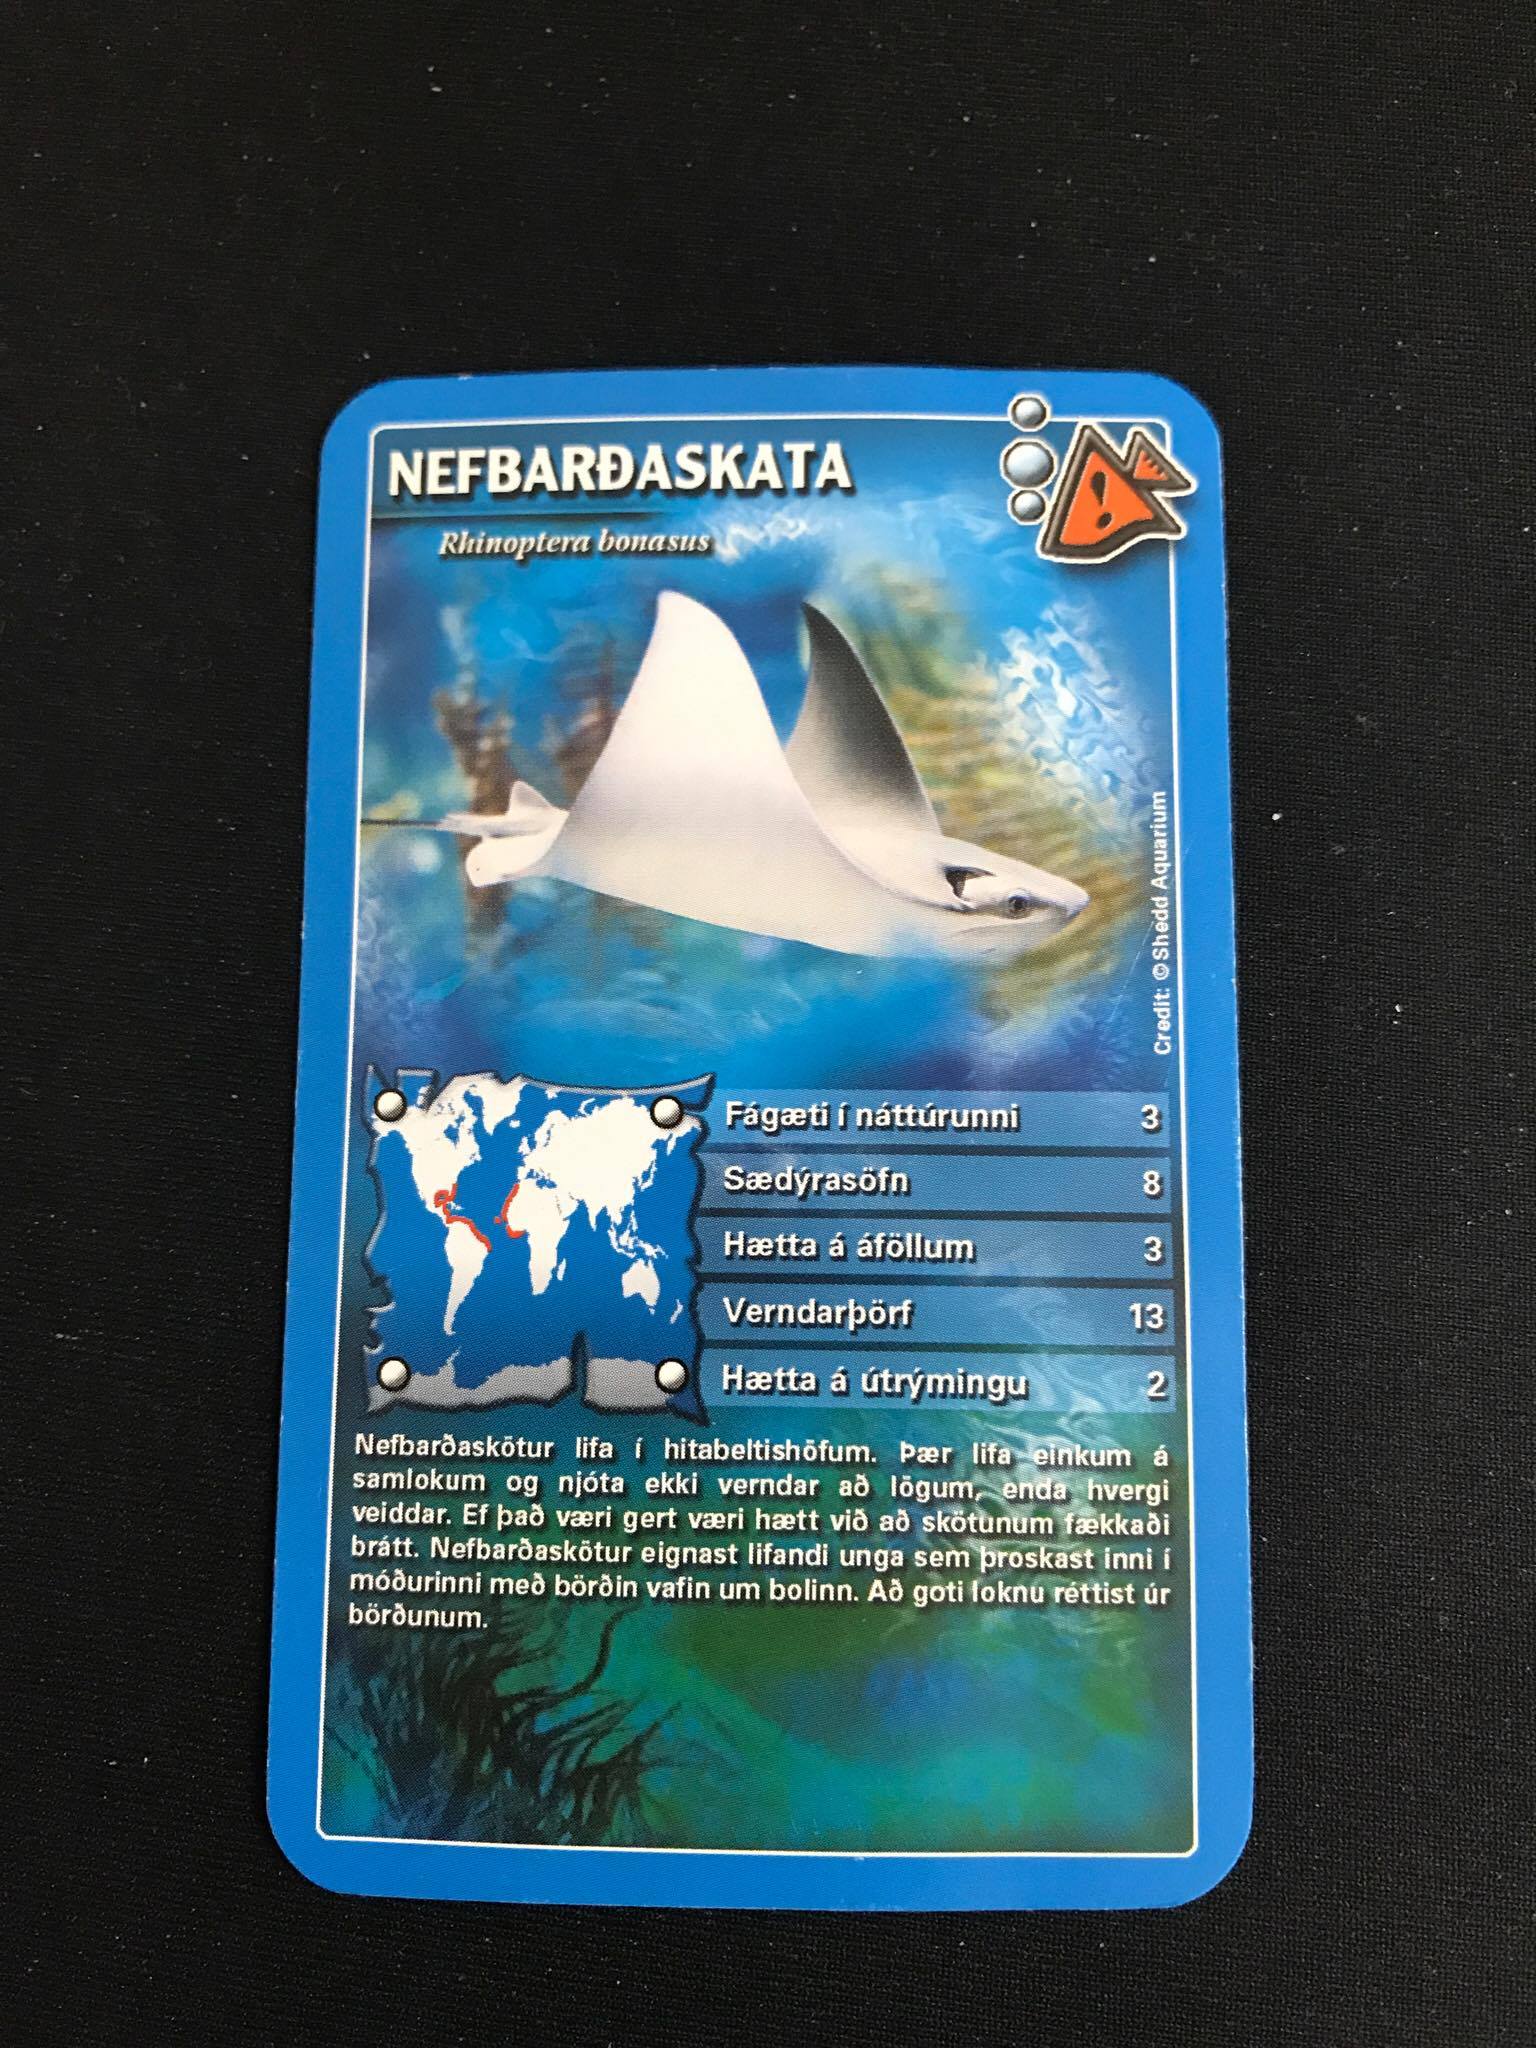 NEFBARÐASKATA
Rhinoptera bonasus
Credit: ©Shedd Aquarium
Fágæti í náttúrunni 3
Sædýrasöfn 8
Hætta á áföllum 3
Verndarþörf 13
Hætta á útrýmingu 2
Nefbarðaskötur lifa í hitabeltishöfum. Þær lifa einkum á
samlokum og njóta ekki verndar að lögum, enda hvergi
veiddar. Ef það væri gert væri hætt við að skötunum fækkaði
brátt. Nefbarðaskötur eignast lifandi unga sem þroskast inni í
móðurinni með börðin vafin um bolinn. Að goti loknu réttist úr
börðunum.